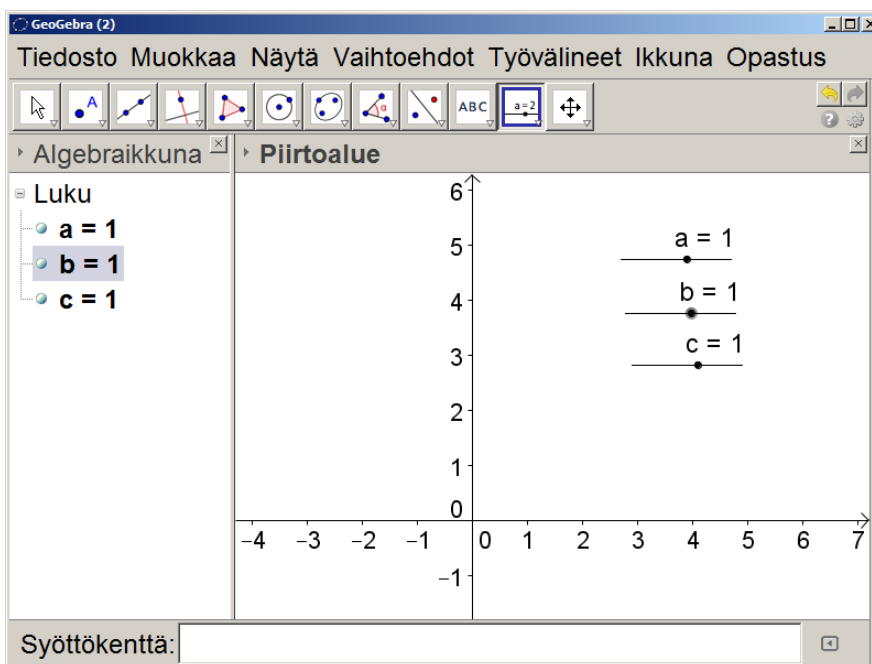 GeoGebra (2)
Tiedosto Muokkaa Näytä Vaihtoehdot Työvälineet Ikkuna Opastus
A
α
ABC
a=2
Algebraikkuna
Piirtoalue
Luku
a = 1
b = 1
c = 1
6
5
4
3
2
1
0
−1
−4 −3 −2 −1 0 1 2 3 4 5 6 7
a = 1
b = 1
c = 1
Syöttökenttä: